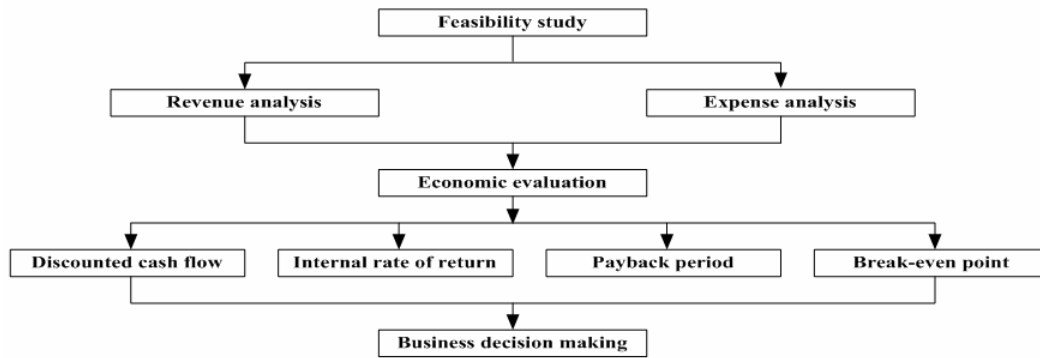 Feasibility study
Revenue analysis
Expense analysis
Economic evaluation
Discounted cash flow
Internal rate of return
Payback period
Break-even point
Business decision making